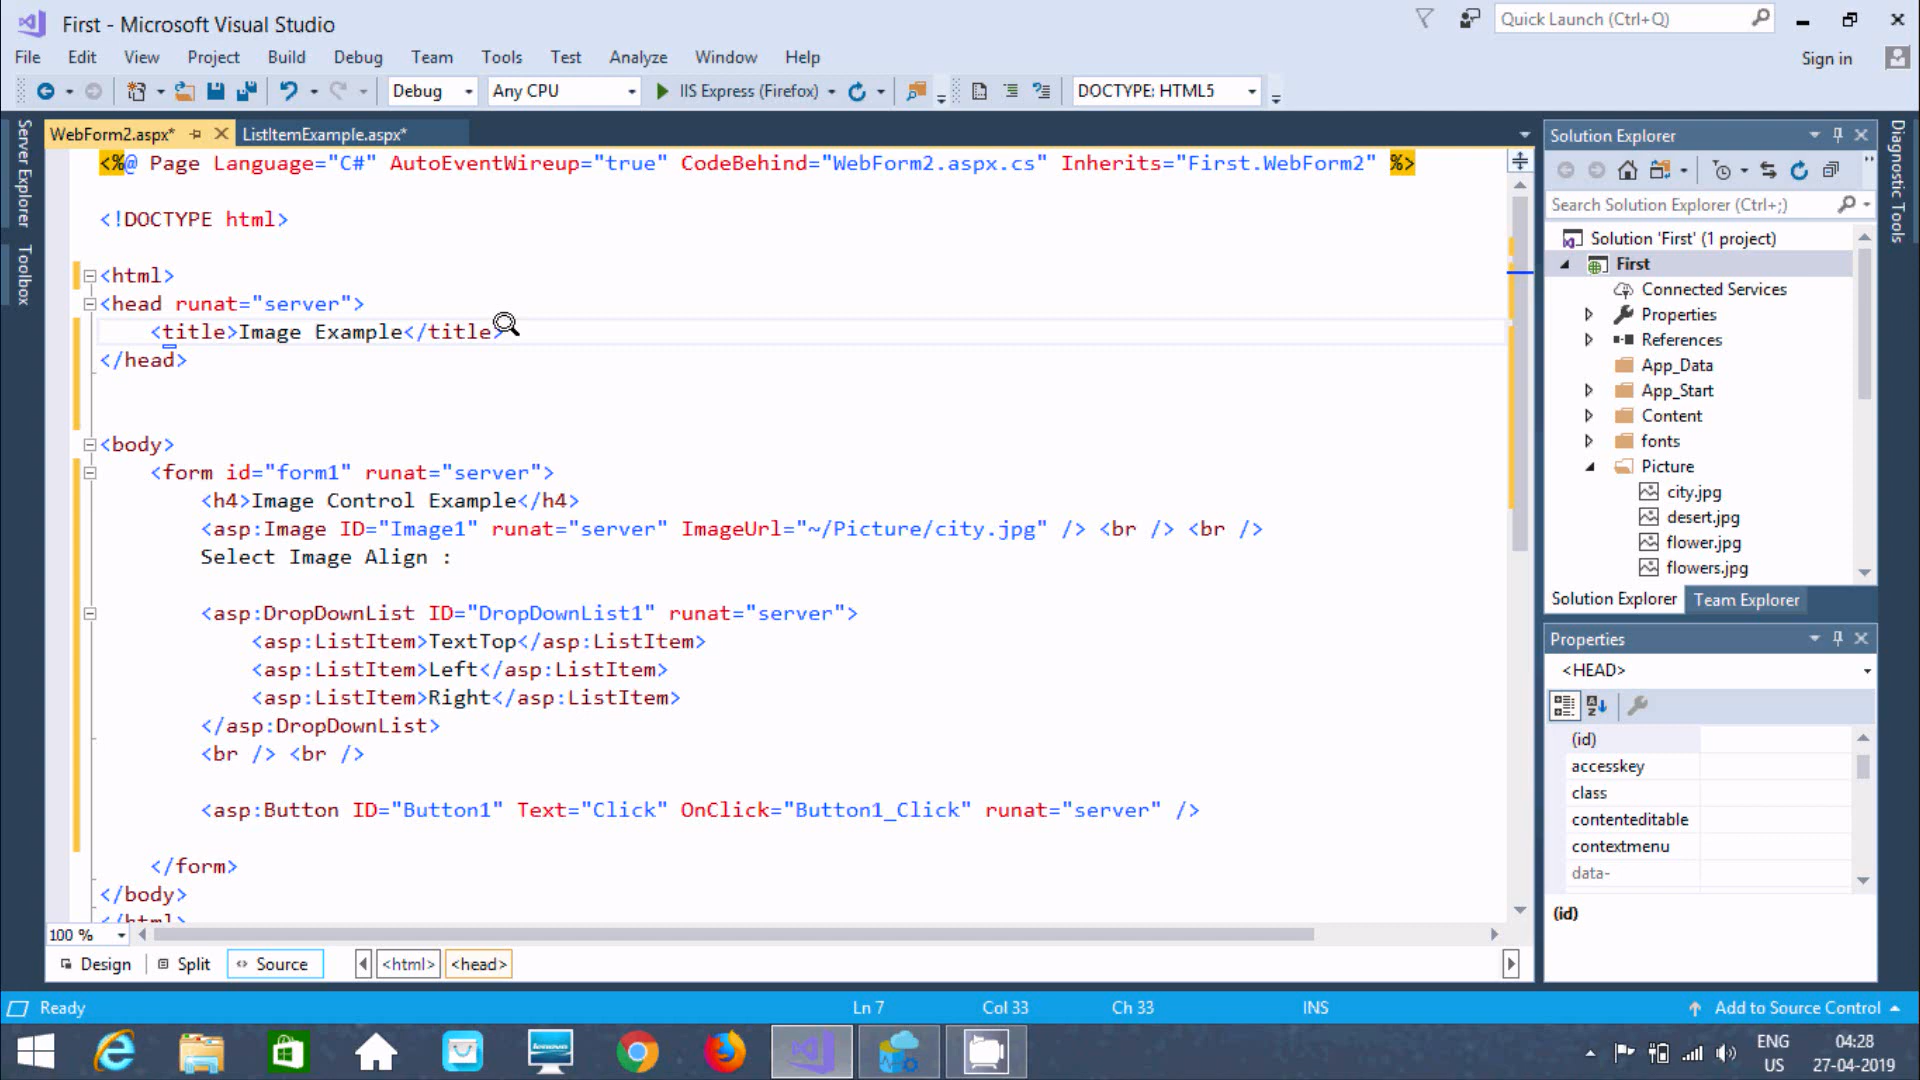 First - Microsoft Visual Studio
Quick Launch (Ctrl+Q)
File Edit View Project Build Debug Team Tools Test Analyze Window Help
Sign in
Debug Any CPU IIS Express (Firefox) DOCTYPE: HTML5
Server Explorer
Toolbox
WebForm2.aspx* ListItemExample.aspx*
<%@ Page Language="C#" AutoEventWireup="true" CodeBehind="WebForm2.aspx.cs" Inherits="First.WebForm2" %>
<!DOCTYPE html>
<html>
<head runat="server">
<title>Image Example</title>
</head>
<body>
<form id="form1" runat="server">
<h4>Image Control Example</h4>
<asp:Image ID="Image1" runat="server" ImageUrl="~/Picture/city.jpg" /> <br /> <br />
Select Image Align :
<asp:DropDownList ID="DropDownList1" runat="server">
<asp:ListItem>TextTop</asp:ListItem>
<asp:ListItem>Left</asp:ListItem>
<asp:ListItem>Right</asp:ListItem>
</asp:DropDownList>
<br /> <br />
<asp:Button ID="Button1" Text="Click" OnClick="Button1_Click" runat="server" />
</form>
</body>
</html>
100 %
Design Split Source <html> <head>
Solution Explorer
Search Solution Explorer (Ctrl+;)
Solution 'First' (1 project)
First
Connected Services
Properties
References
App_Data
App_Start
Content
fonts
Picture
city.jpg
desert.jpg
flower.jpg
flowers.jpg
Solution Explorer Team Explorer
Properties
<HEAD>
(id)
accesskey
class
contenteditable
contextmenu
data-
(id)
Diagnostic Tools
Ready Ln 7 Col 33 Ch 33 INS Add to Source Control
lenovo
ENG
US
04:28
27-04-2019